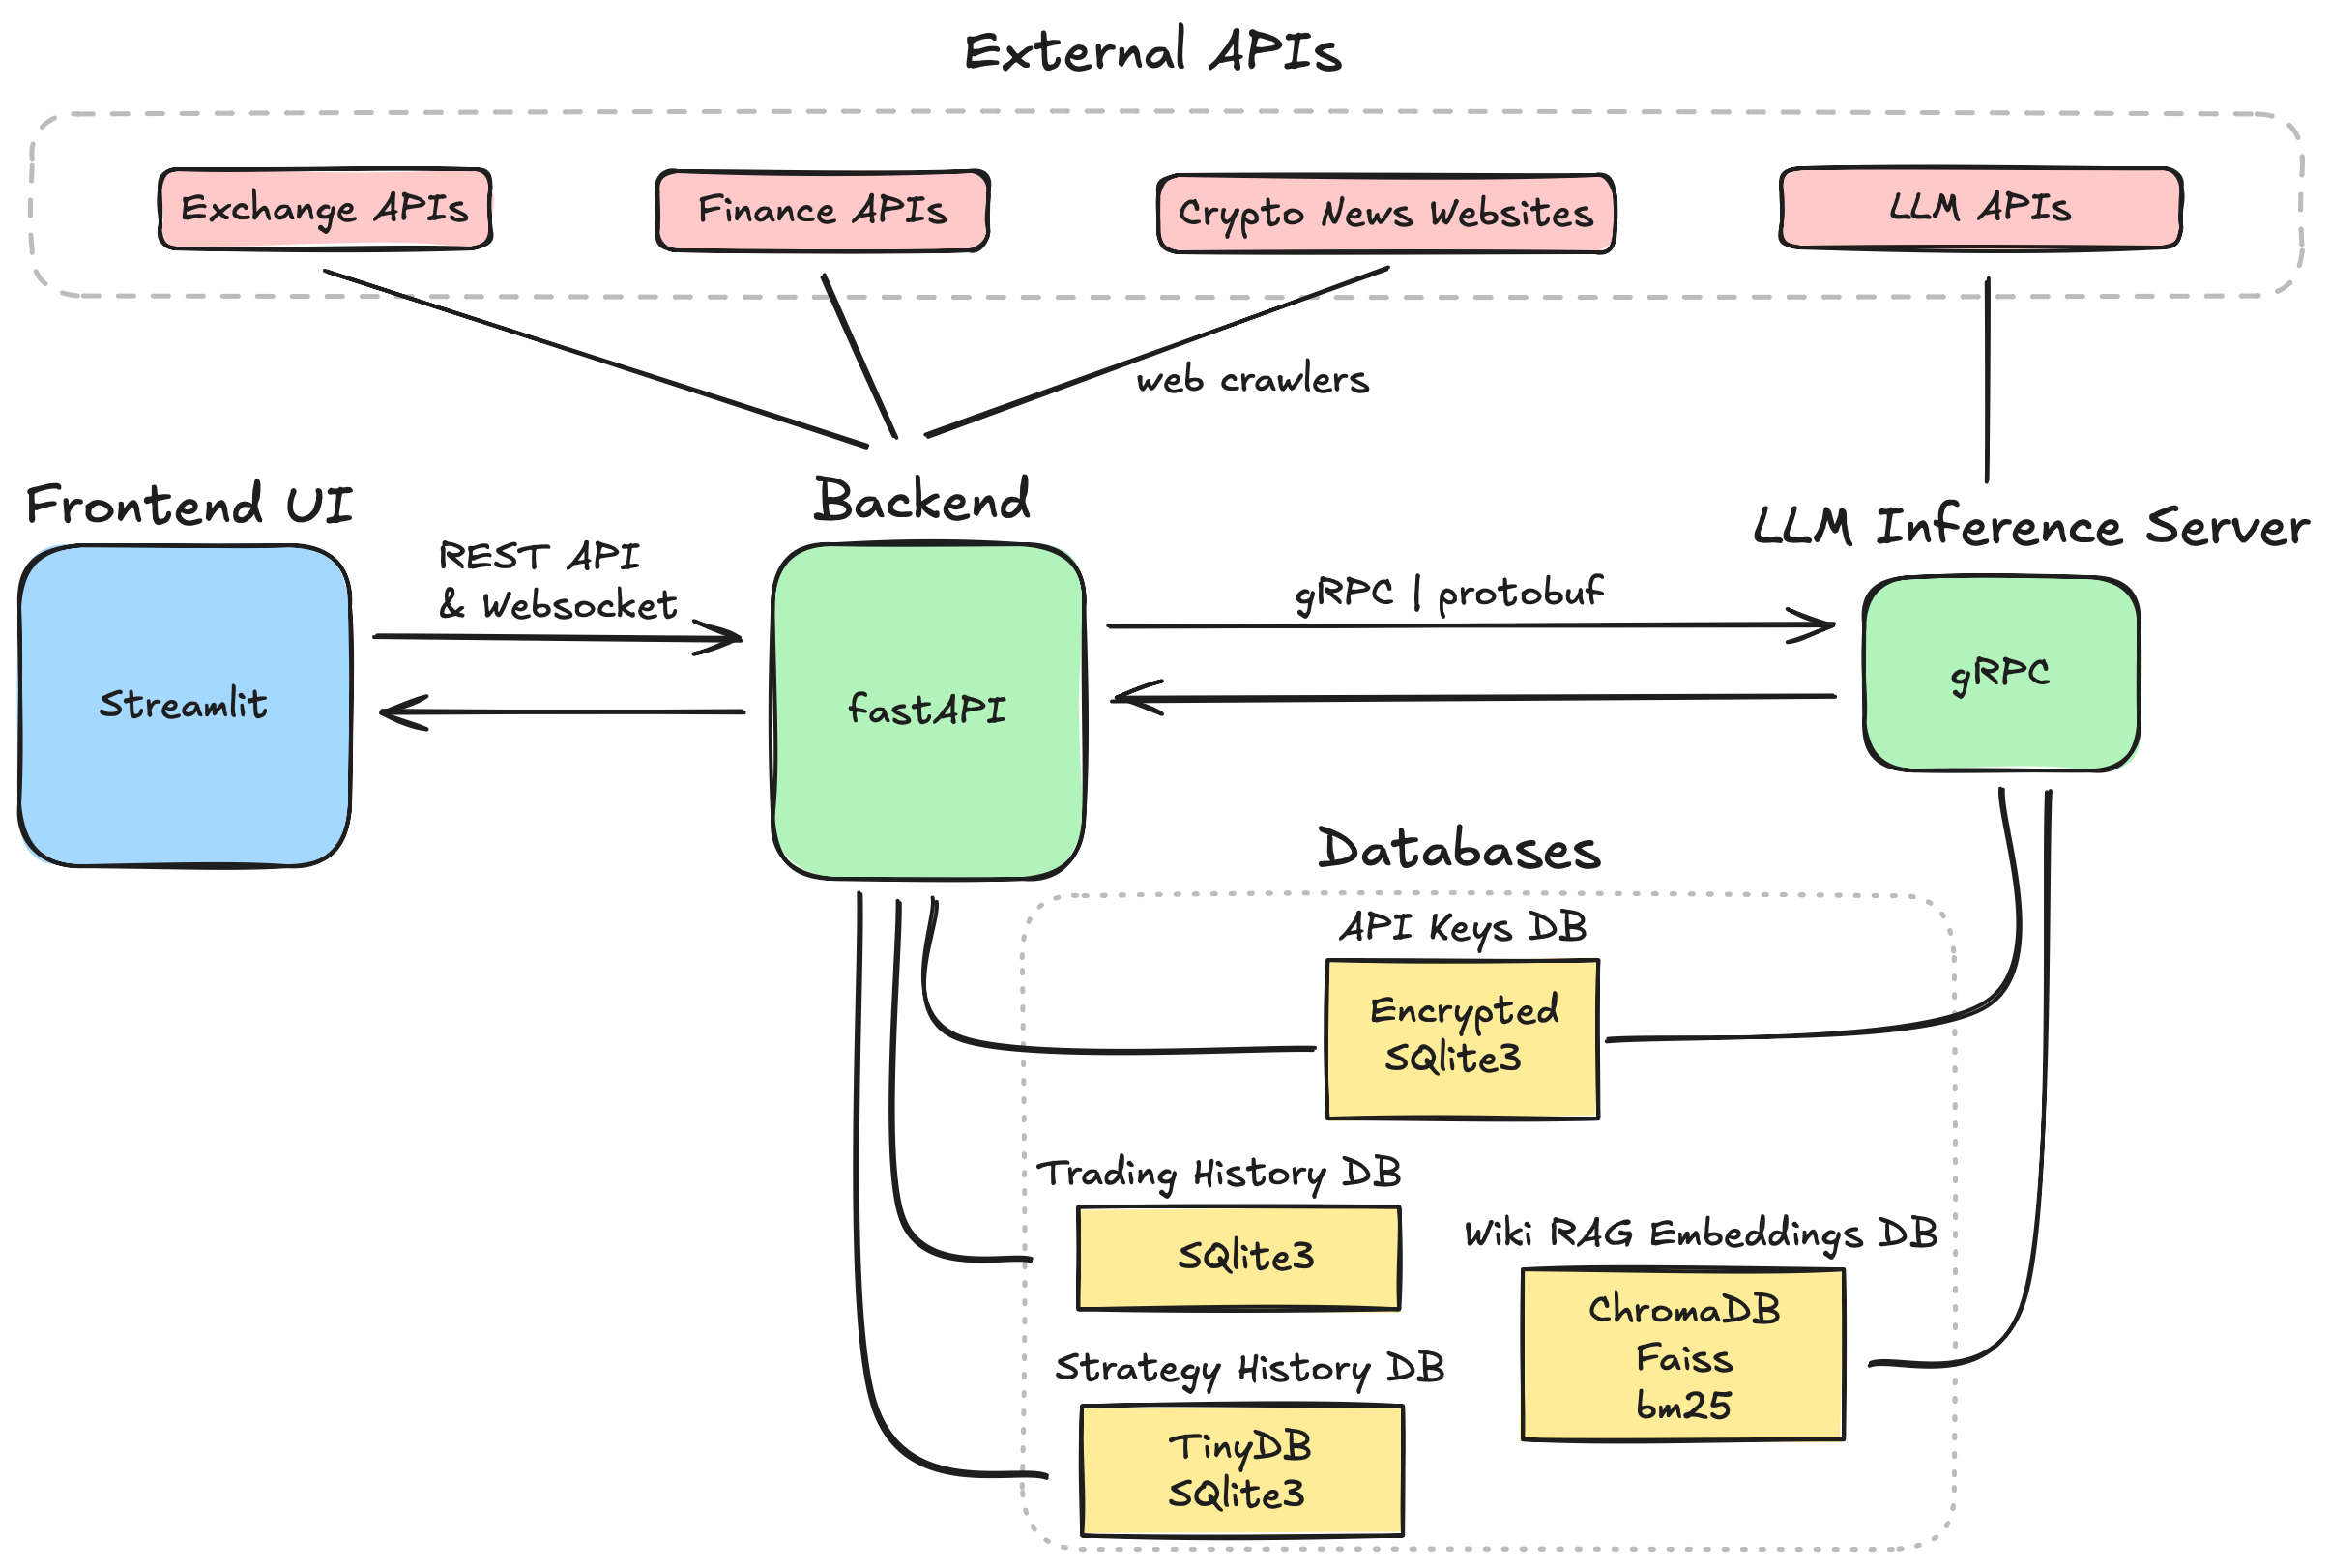 External APIs
Exchange APIs
Finance APIs
Crypto News Websites
LLM APIs
web crawlers
Frontend UI
Backend
LLM Inference Server
REST API
& Websocket
gRPC | protobuf
Streamlit
fastAPI
gRPC
Databases
API Keys DB
Encrypted
SQlite3
Trading History DB
SQlite3
Wiki RAG Embeddings DB
ChromaDB
Faiss
bm25
Strategy History DB
TinyDB
SQlite3